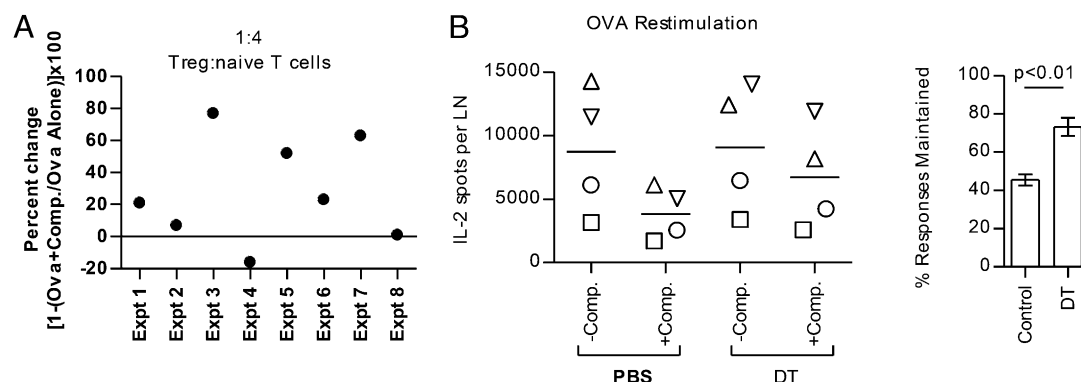 A
1:4
Treg:naive T cells
Percent change
[1-(Ova+Comp./Ova Alone)]x100
100
80
60
40
20
0
-20
Expt 1
Expt 2
Expt 3
Expt 4
Expt 5
Expt 6
Expt 7
Expt 8
B
OVA Restimulation
IL-2 spots per LN
15000
10000
5000
0
-Comp.
+Comp.
-Comp.
+Comp.
PBS
DT
% Responses Maintained
100
80
60
40
20
0
p<0.01
Control
DT